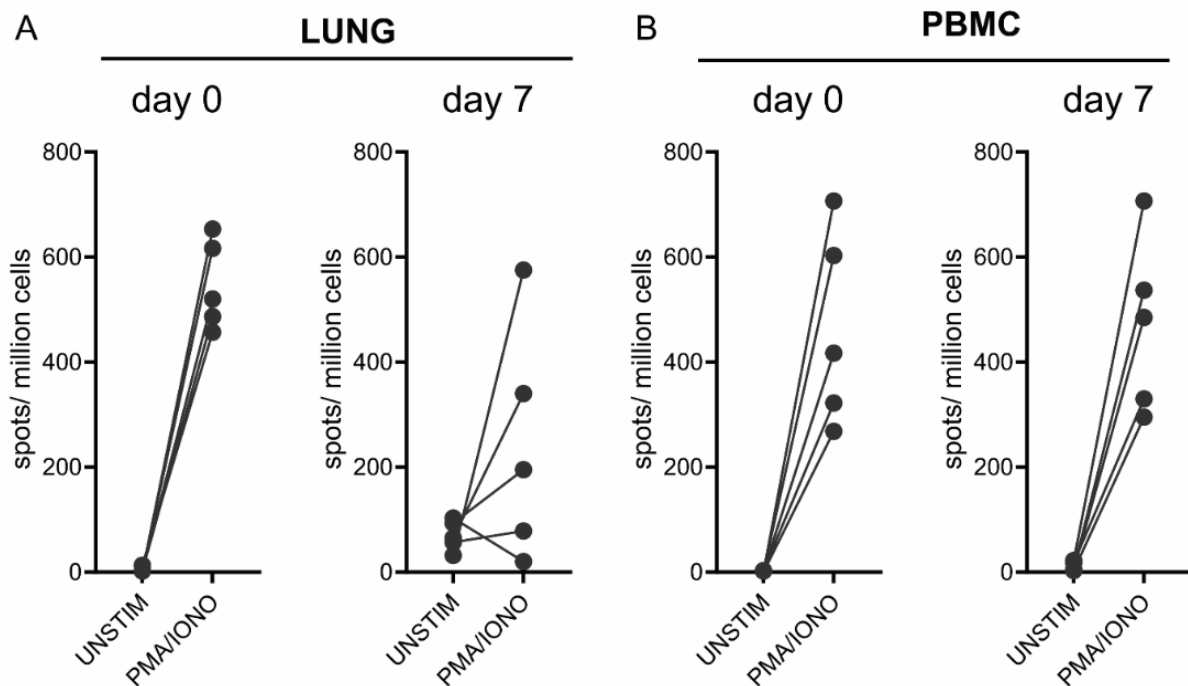 A
LUNG
B
PBMC
day 0
day 7
day 0
day 7
spots/ million cells
800
600
400
200
0
UNSTIM
PMA/IONO
spots/ million cells
800
600
400
200
0
UNSTIM
PMA/IONO
spots/ million cells
800
600
400
200
0
UNSTIM
PMA/IONO
spots/ million cells
800
600
400
200
0
UNSTIM
PMA/IONO